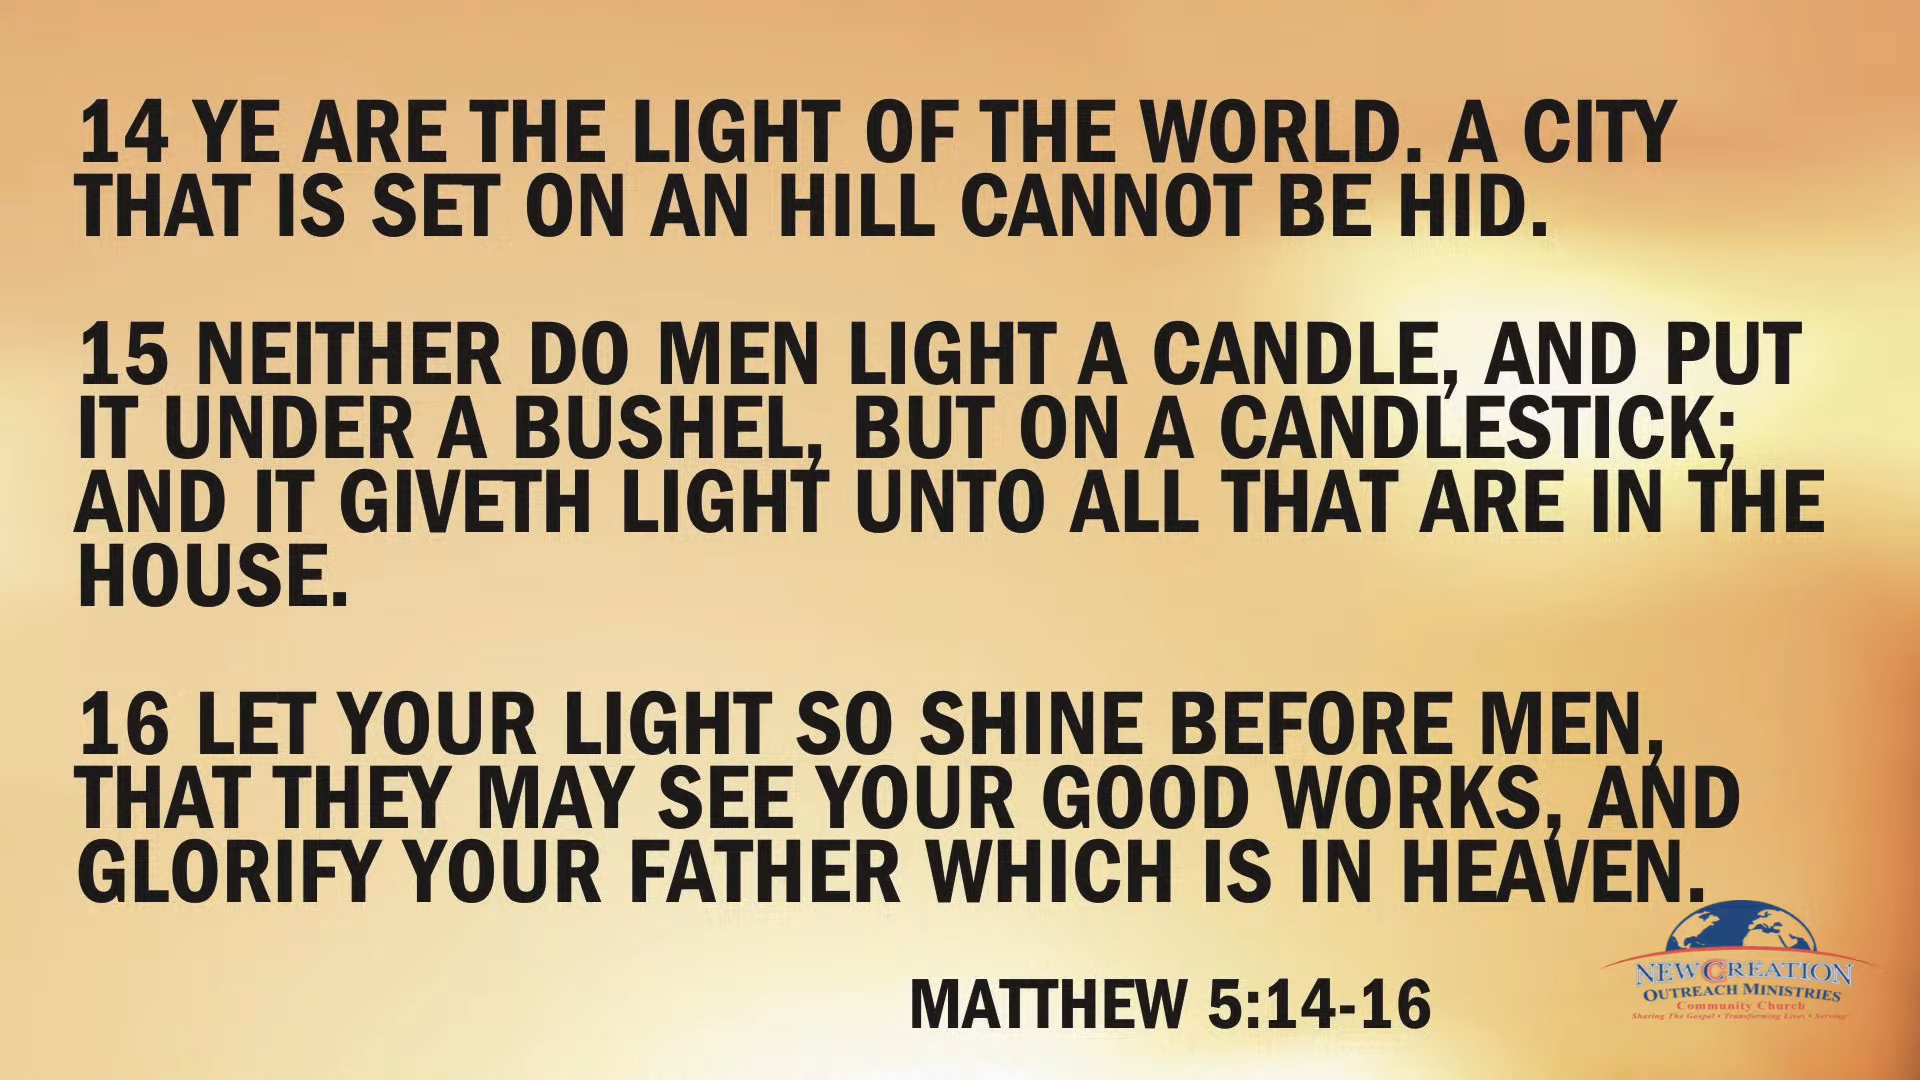 14 YE ARE THE LIGHT OF THE WORLD. A CITY
THAT IS SET ON AN HILL CANNOT BE HID.
15 NEITHER DO MEN LIGHT A CANDLE, AND PUT
IT UNDER A BUSHEL, BUT ON A CANDLESTICK;
AND IT GIVETH LIGHT UNTO ALL THAT ARE IN THE
HOUSE.
16 LET YOUR LIGHT SO SHINE BEFORE MEN,
THAT THEY MAY SEE YOUR GOOD WORKS, AND
GLORIFY YOUR FATHER WHICH IS IN HEAVEN.
MATTHEW 5:14-16
NEW CREATION
OUTREACH MINISTRIES
Community Church
Sharing The Gospel • Transforming Lives • Serving